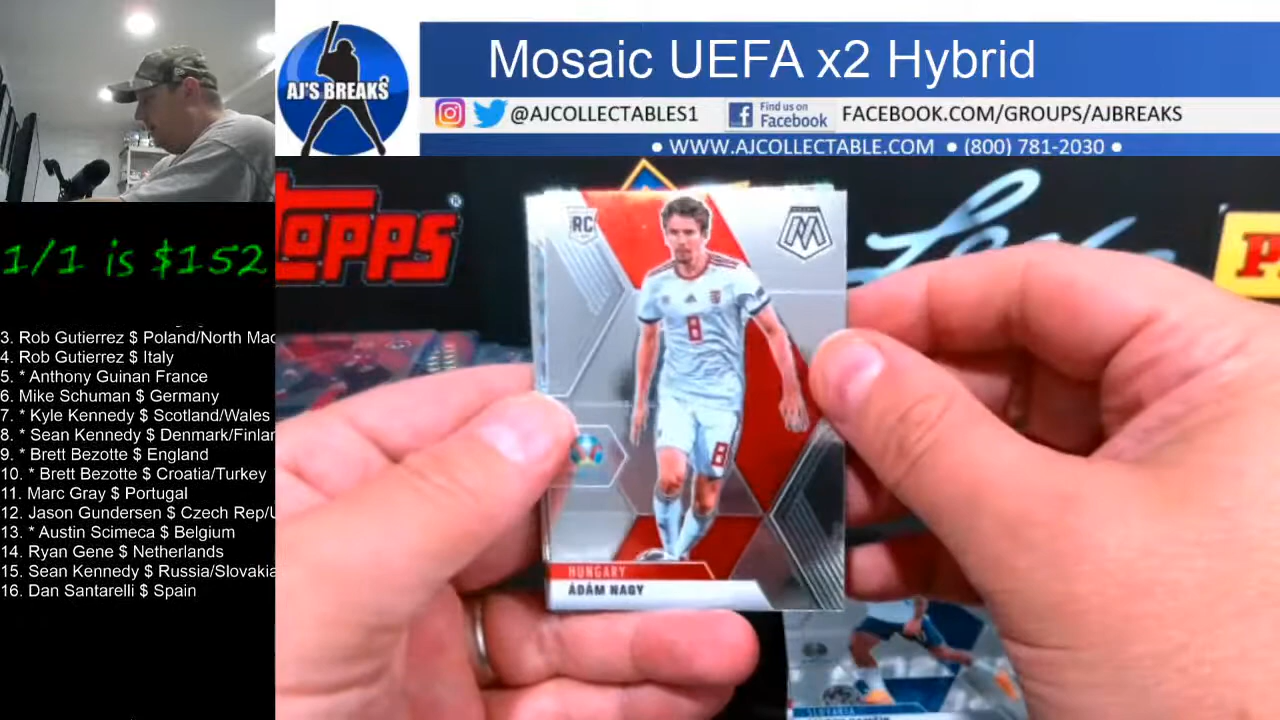 Mosaic UEFA x2 Hybrid
AJ'S BREAKS
@AJCOLLECTABLES1
Find us on
Facebook
FACEBOOK.COM/GROUPS/AJBREAKS
• WWW.AJCOLLECTABLE.COM • (800) 781-2030 •
TOPPS ®
Leaf
P
1/1 is $152
3. Rob Gutierrez $ Poland/North Mac
4. Rob Gutierrez $ Italy
5. * Anthony Guinan France
6. Mike Schuman $ Germany
7. * Kyle Kennedy $ Scotland/Wales
8. * Sean Kennedy $ Denmark/Finlan
9. * Brett Bezotte $ England
10. * Brett Bezotte $ Croatia/Turkey
11. Marc Gray $ Portugal
12. Jason Gundersen $ Czech Rep/U
13. * Austin Scimeca $ Belgium
14. Ryan Gene $ Netherlands
15. Sean Kennedy $ Russia/Slovakia
16. Dan Santarelli $ Spain
RC
M
8
8
HUNGARY
ÁDÁM NAGY
SLOVAKIA